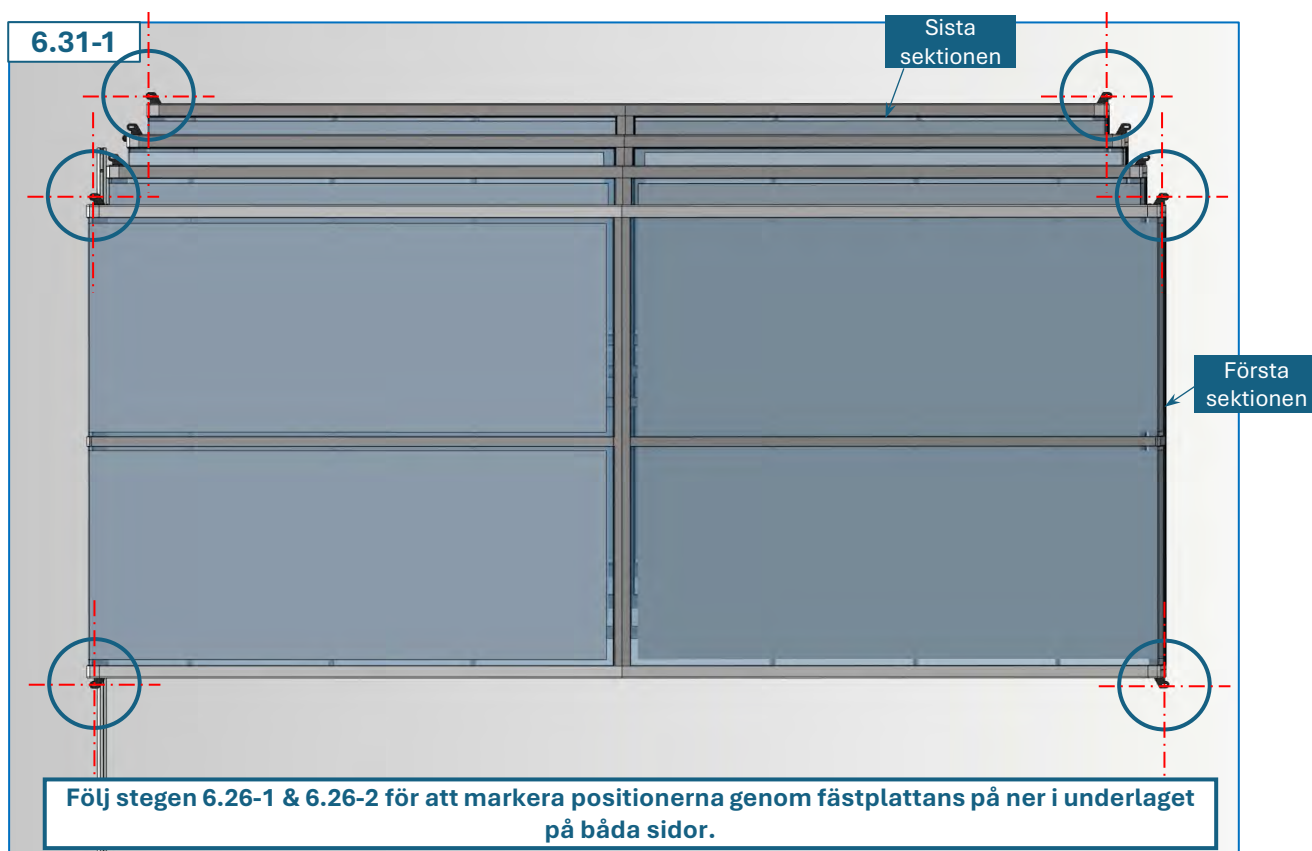 6.31-1
Sista
sektionen
Första
sektionen
Följ stegen 6.26-1 & 6.26-2 för att markera positionerna genom fästplattans på ner i underlaget
på båda sidor.